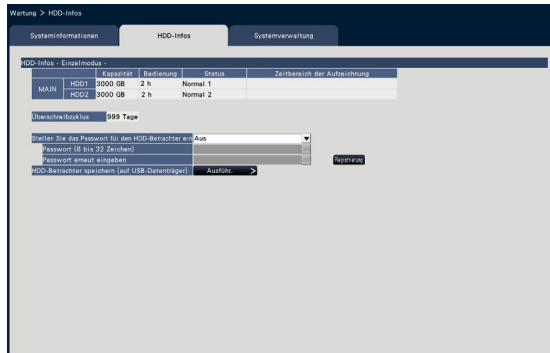 Wartung > HDD-Infos
Systeminformationen HDD-Infos Systemverwaltung
HDD-Infos - Einzelmodus -
Kapazität Bedienung Status Zeitbereich der Aufzeichnung
MAIN HDD1 3000 GB 2 h Normal 1
HDD2 3000 GB 2 h Normal 2
Überschreibzyklus 999 Tage
Stellen Sie das Passwort für den HDD-Betrachter ein Aus
Passwort (8 bis 32 Zeichen)
Passwort erneut eingeben Registrierung
HDD-Betrachter speichern (auf USB-Datenträger) Ausführ. >